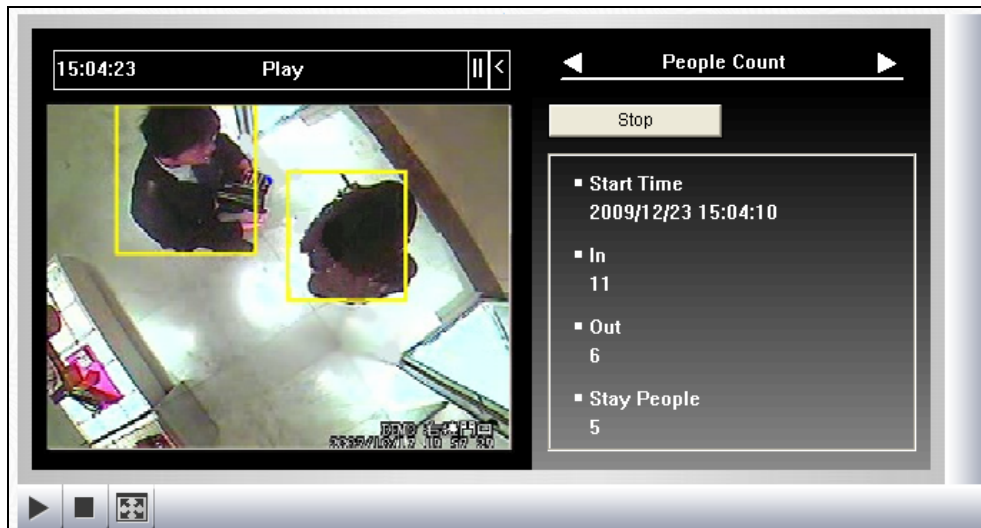 15:04:23 Play || <
People Count
Stop
Start Time
2009/12/23 15:04:10
In
11
Out
6
Stay People
5